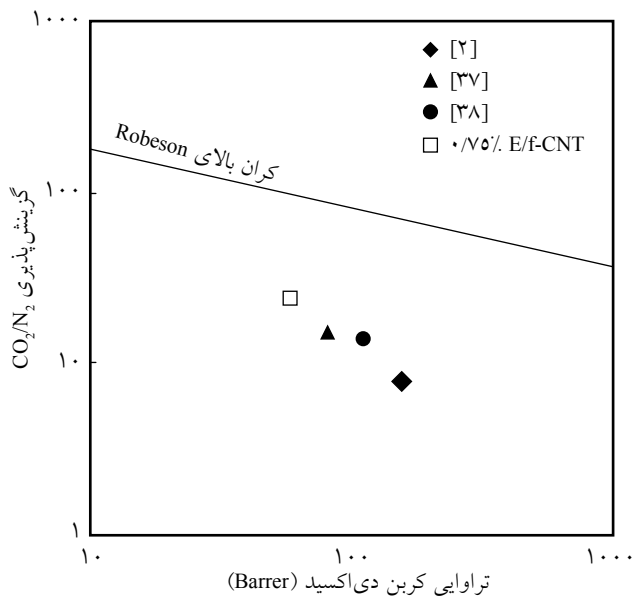 ۱۰۰۰
[۲]
[۳۷]
[۳۸]
۰/۷۵٪ E/f-CNT
کران بالای Robeson
۱۰۰
گزینش‌پذیری CO₂/N₂
۱۰
۱
۱۰
۱۰۰
۱۰۰۰
تراوایی کربن دی‌اکسید (Barrer)